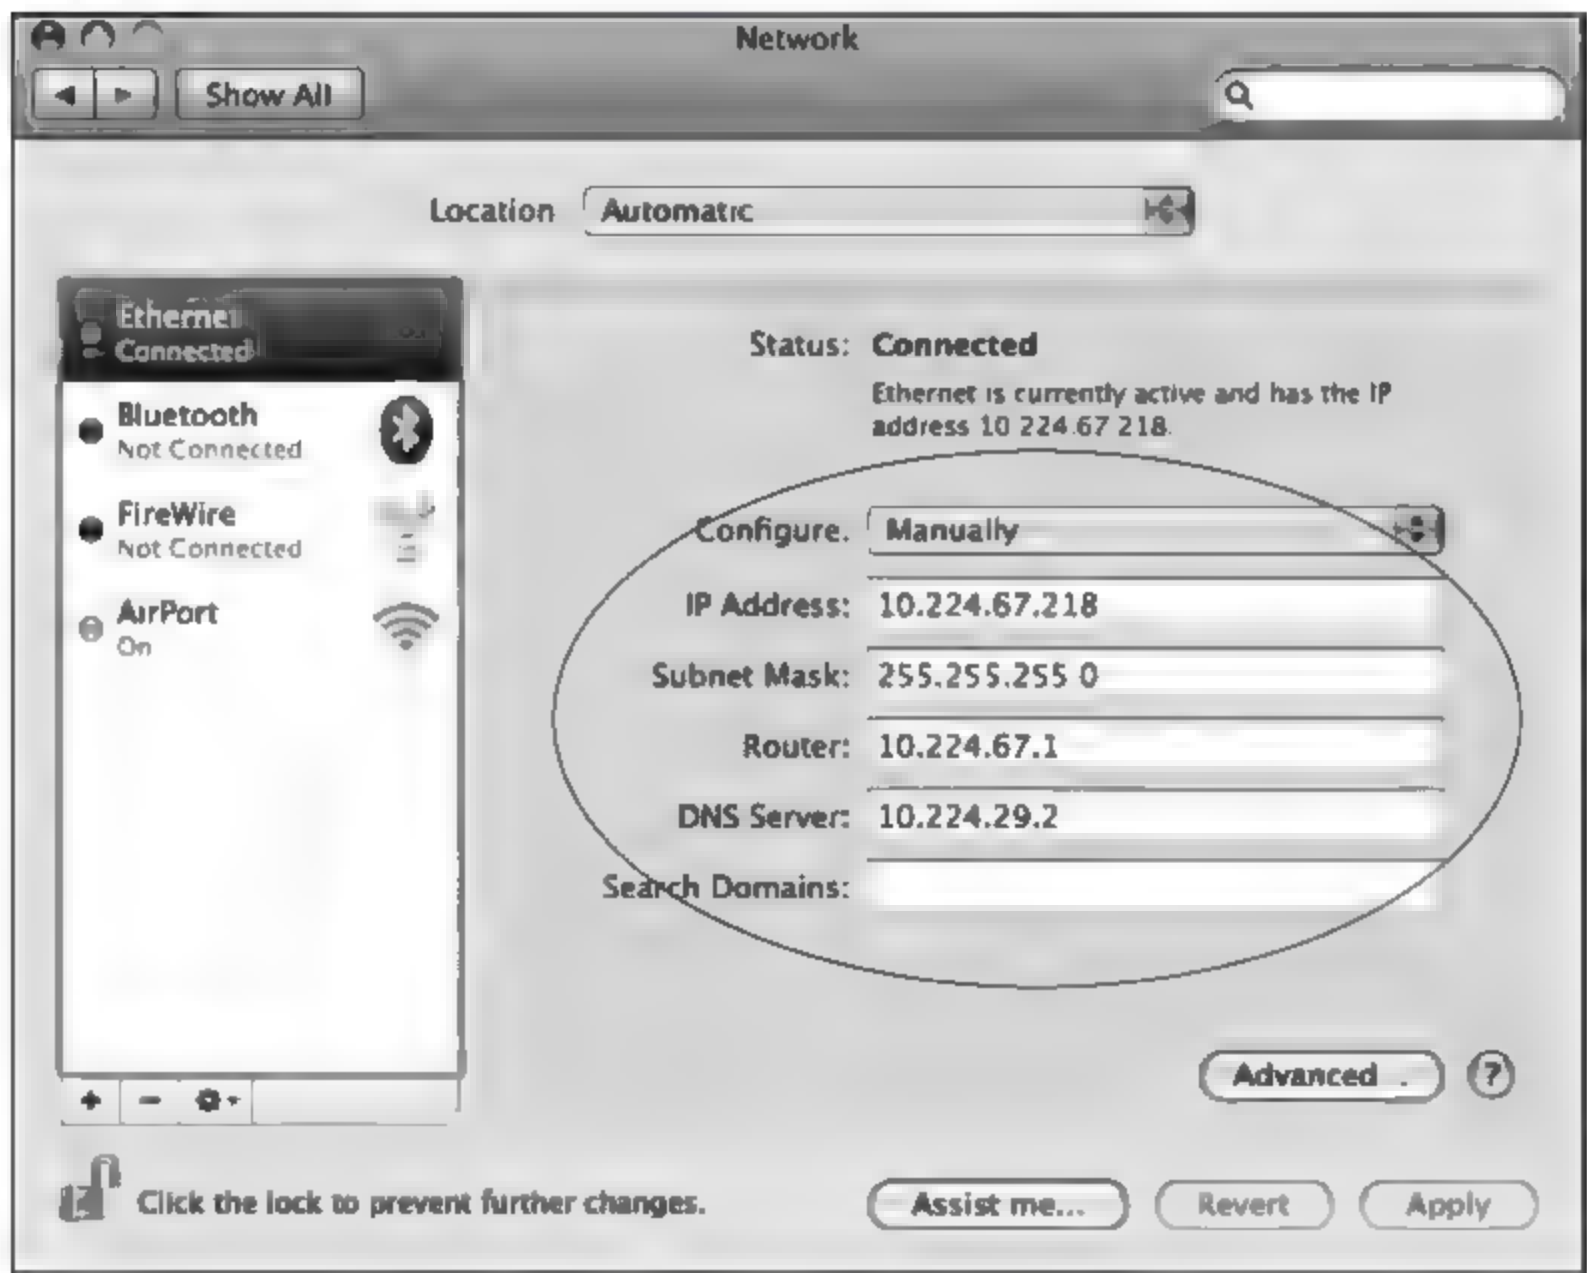 Network
Show All
Location Automatic
Ethernet
Connected
Bluetooth
Not Connected
FireWire
Not Connected
AirPort
On
Status: Connected
Ethernet is currently active and has the IP
address 10 224.67 218.
Configure. Manually
IP Address: 10.224.67.218
Subnet Mask: 255.255.255 0
Router: 10.224.67.1
DNS Server: 10.224.29.2
Search Domains:
Advanced . ?
Click the lock to prevent further changes.
Assist me... Revert Apply